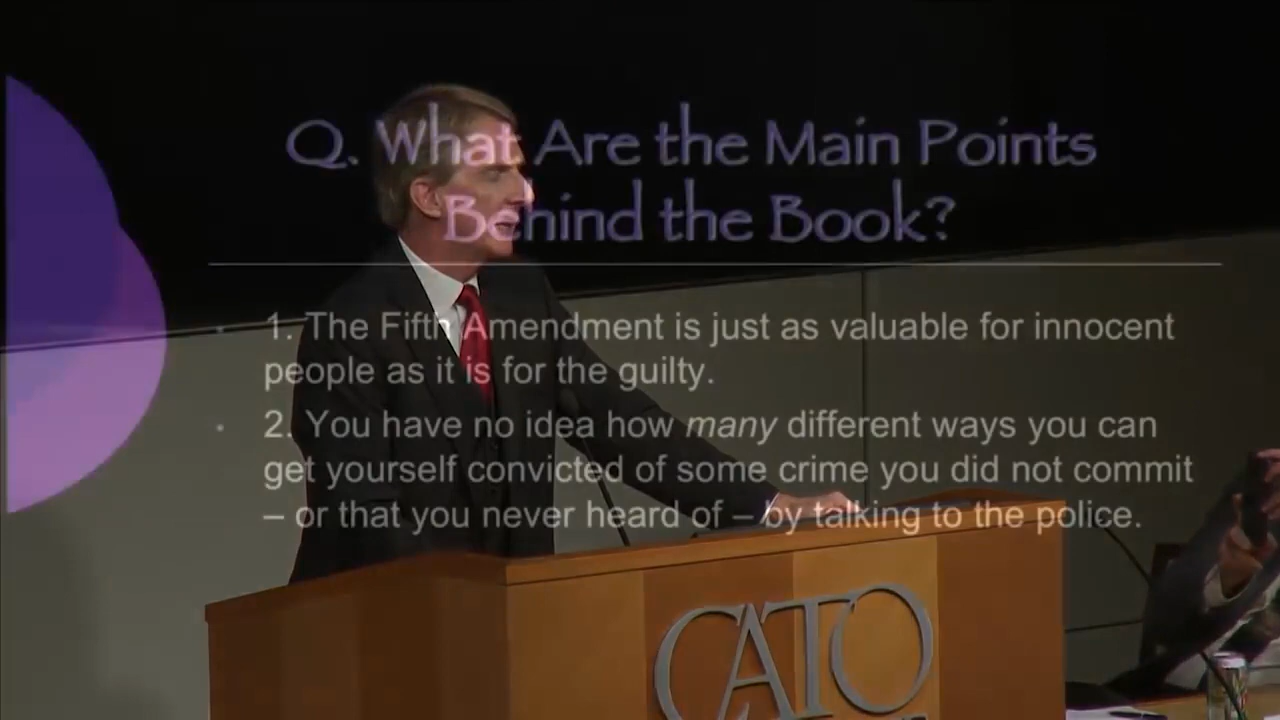 Q. What Are the Main Points
Behind the Book?
1. The Fifth Amendment is just as valuable for innocent
people as it is for the guilty.
2. You have no idea how many different ways you can
get yourself convicted of some crime you did not commit
– or that you never heard of – by talking to the police.
CATO